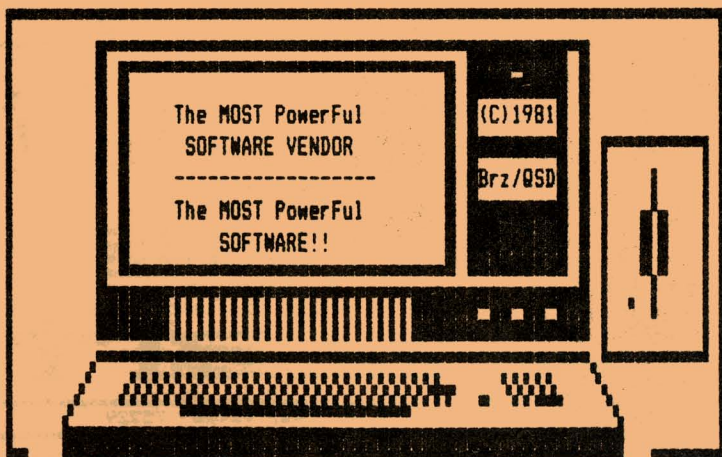 The MOST PowerFul
SOFTWARE VENDOR
-------------------
The MOST PowerFul
SOFTWARE!!
(C)1981
Brz/QSD